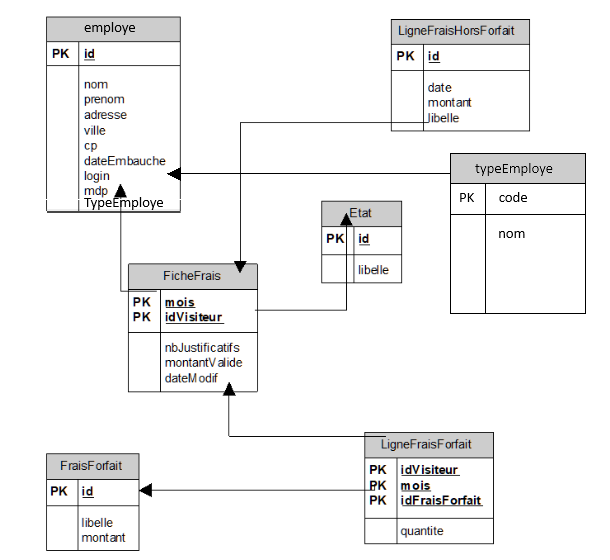 employe
PK id
nom
prenom
adresse
ville
cp
dateEmbauche
login
mdp
TypeEmploye
LigneFraisHorsForfait
PK id
date
montant
libelle
typeEmploye
PK code
nom
Etat
PK id
libelle
FicheFrais
PK mois
PK idVisiteur
nbJustificatifs
montantValide
dateModif
LigneFraisForfait
PK idVisiteur
PK mois
PK idFraisForfait
quantite
FraisForfait
PK id
libelle
montant